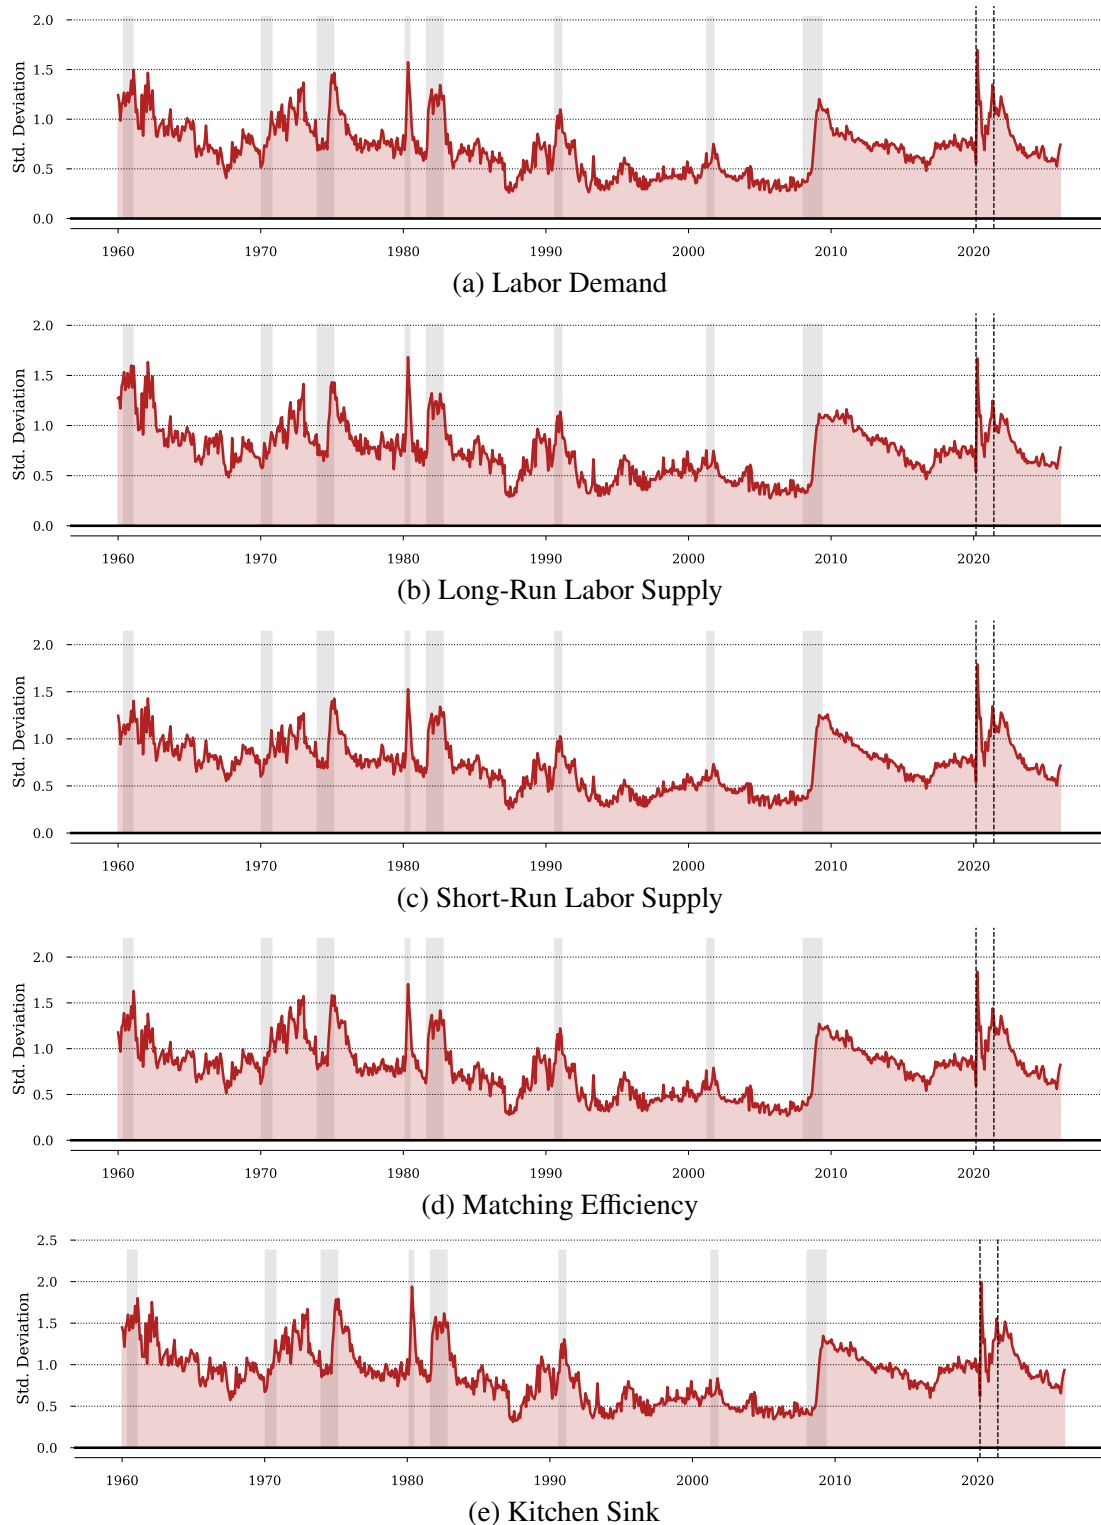 2.0
1.5
1.0
0.5
0.0
Std. Deviation
1960 1970 1980 1990 2000 2010 2020
(a) Labor Demand
2.0
1.5
1.0
0.5
0.0
Std. Deviation
1960 1970 1980 1990 2000 2010 2020
(b) Long-Run Labor Supply
2.0
1.5
1.0
0.5
0.0
Std. Deviation
1960 1970 1980 1990 2000 2010 2020
(c) Short-Run Labor Supply
2.0
1.5
1.0
0.5
0.0
Std. Deviation
1960 1970 1980 1990 2000 2010 2020
(d) Matching Efficiency
2.5
2.0
1.5
1.0
0.5
0.0
Std. Deviation
1960 1970 1980 1990 2000 2010 2020
(e) Kitchen Sink